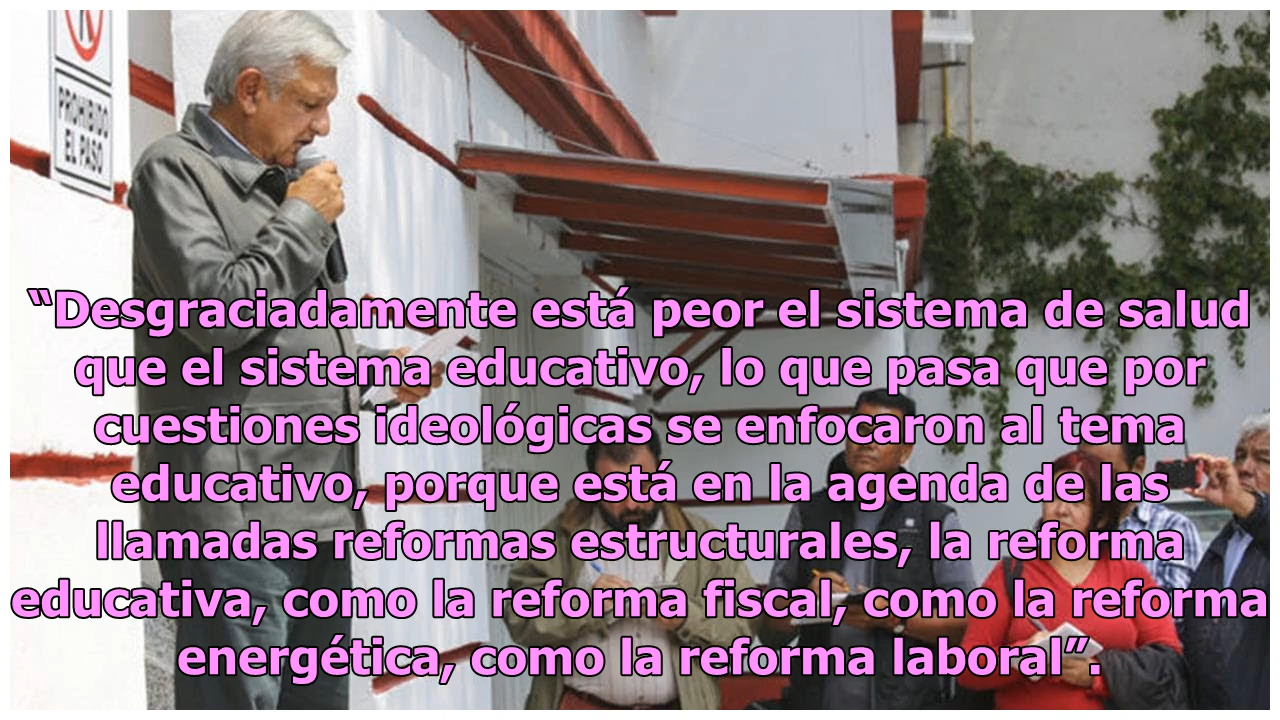 PROHIBIDO
EL PASO
“Desgraciadamente está peor el sistema de salud
que el sistema educativo, lo que pasa que por
cuestiones ideológicas se enfocaron al tema
educativo, porque está en la agenda de las
llamadas reformas estructurales, la reforma
educativa, como la reforma fiscal, como la reforma
energética, como la reforma laboral”.